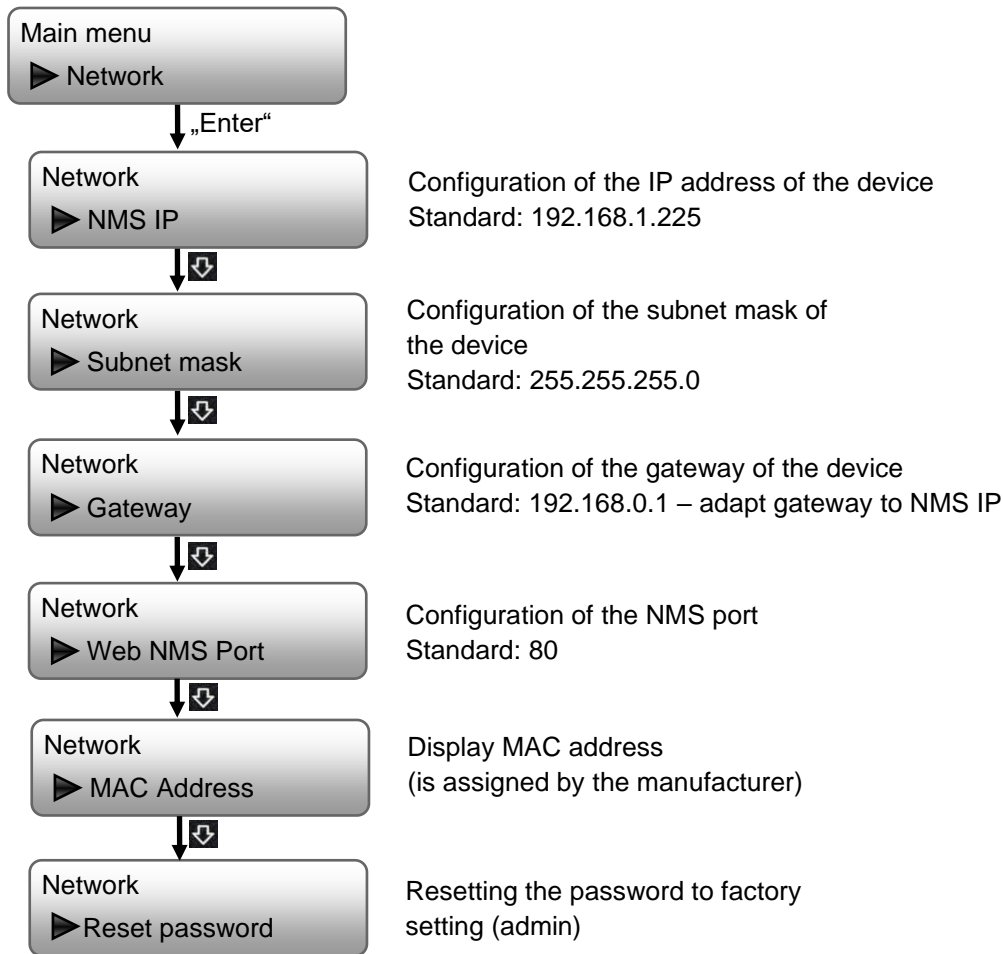 Main menu
Network
„Enter“
Network
NMS IP
Configuration of the IP address of the device
Standard: 192.168.1.225
Network
Subnet mask
Configuration of the subnet mask of
the device
Standard: 255.255.255.0
Network
Gateway
Configuration of the gateway of the device
Standard: 192.168.0.1 – adapt gateway to NMS IP
Network
Web NMS Port
Configuration of the NMS port
Standard: 80
Network
MAC Address
Display MAC address
(is assigned by the manufacturer)
Network
Reset password
Resetting the password to factory
setting (admin)